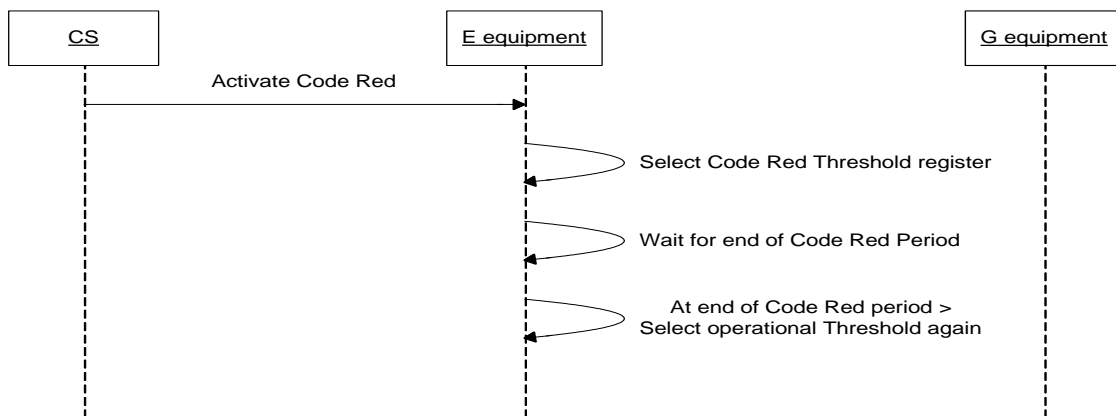 CS
E equipment
G equipment
Activate Code Red
Select Code Red Threshold register
Wait for end of Code Red Period
At end of Code Red period >
Select operational Threshold again